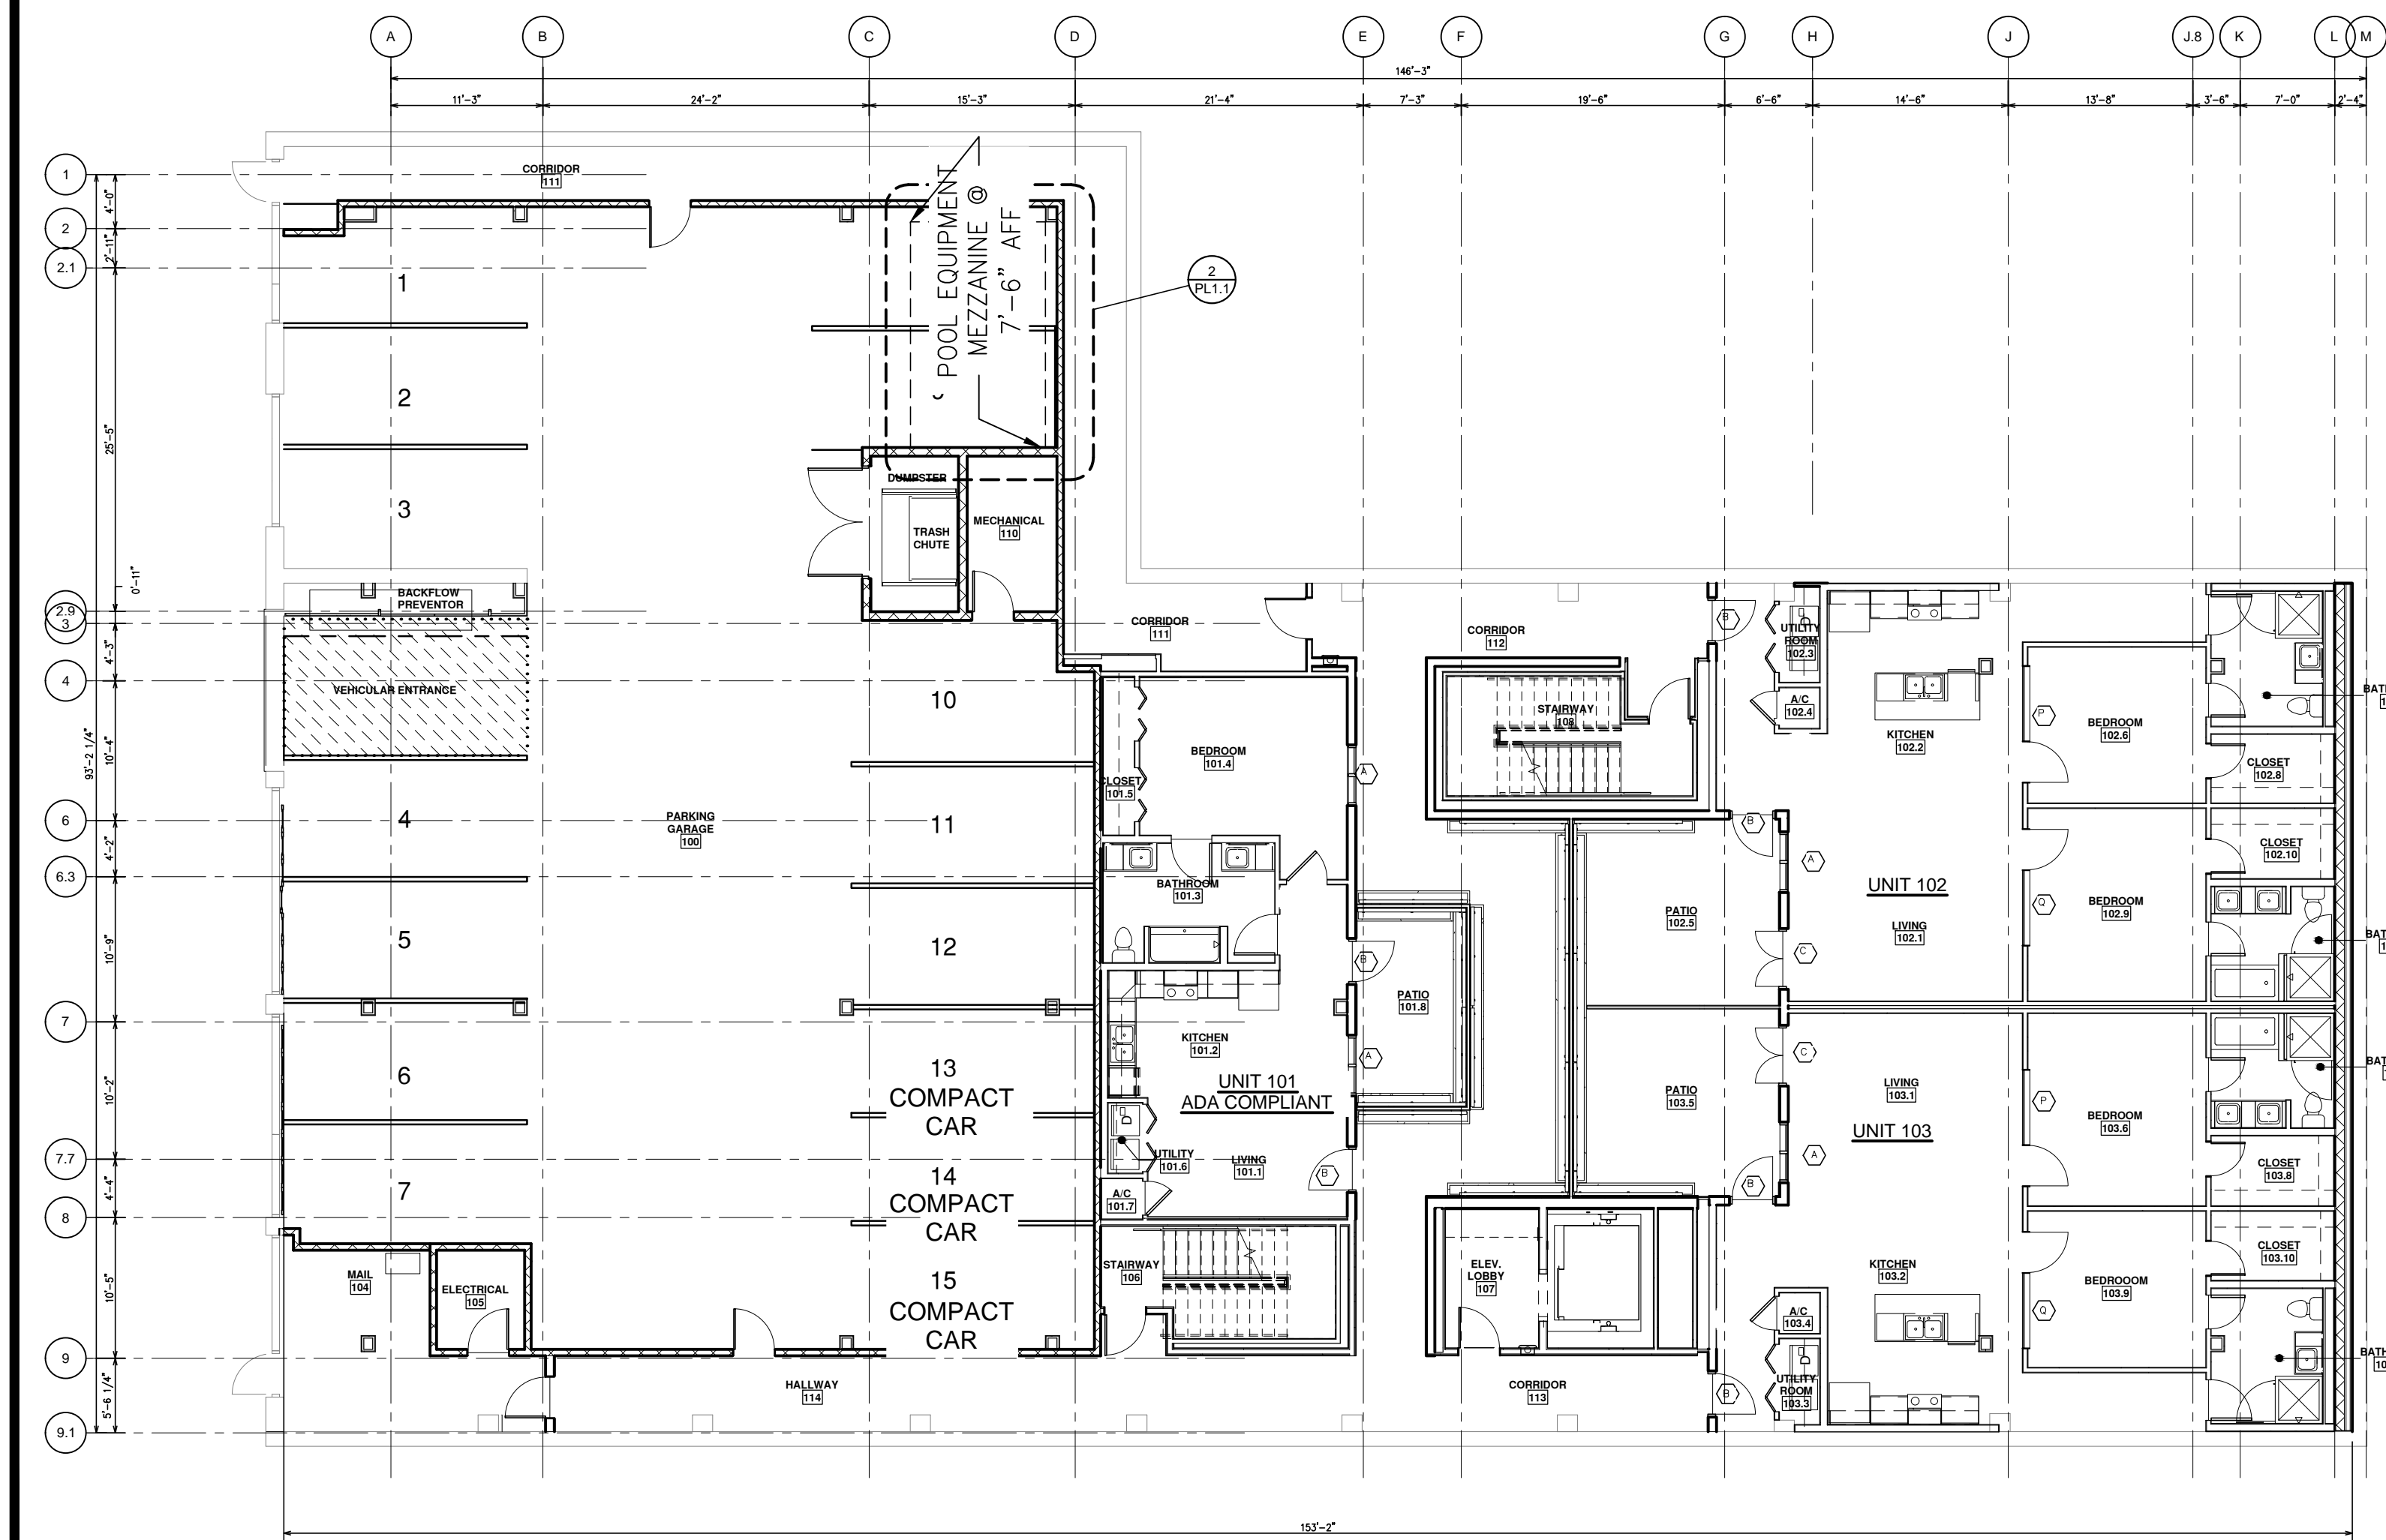 A
B
C
D
E
F
G
H
J
J.8
K
L
M
146'-3"
11'-3"
24'-2"
15'-3"
21'-4"
7'-3"
19'-6"
6'-6"
14'-6"
13'-8"
3'-6"
7'-0"
2'-4"
1
2
2.1
2.9
3
4
6
6.3
7
7.7
8
9
9.1
4'-0"
2'-11"
25'-5"
0'-11"
4'-3"
10'-4"
93'-2 1/4"
4'-2"
10'-9"
10'-2"
4'-4"
10'-5"
5'-6 1/4"
CORRIDOR
111
POOL EQUIPMENT
MEZZANINE @
7'-6" AFF
2
PL1.1
1
2
3
DUMPSTER
TRASH
CHUTE
MECHANICAL
110
BACKFLOW
PREVENTOR
VEHICULAR ENTRANCE
CORRIDOR
111
CORRIDOR
112
4
5
6
7
PARKING
GARAGE
100
10
11
12
13
COMPACT
CAR
14
COMPACT
CAR
15
COMPACT
CAR
MAIL
104
ELECTRICAL
105
HALLWAY
114
BEDROOM
101.4
CLOSET
101.5
BATHROOM
101.3
KITCHEN
101.2
UNIT 101
ADA COMPLIANT
UTILITY
101.6
LIVING
101.1
A/C
101.7
D
STAIRWAY
106
PATIO
101.8
A
B
A
B
STAIRWAY
108
ELEV.
LOBBY
107
CORRIDOR
113
PATIO
102.5
PATIO
103.5
B
B
A
C
C
A
B
B
UTILITY
ROOM
102.3
D
A/C
102.4
KITCHEN
102.2
UNIT 102
LIVING
102.1
LIVING
103.1
UNIT 103
KITCHEN
103.2
A/C
103.4
D
UTILITY
ROOM
103.3
P
BEDROOM
102.6
Q
BEDROOM
102.9
P
BEDROOM
103.6
Q
BEDROOOM
103.9
CLOSET
102.8
CLOSET
102.10
CLOSET
103.8
CLOSET
103.10
153'-2"